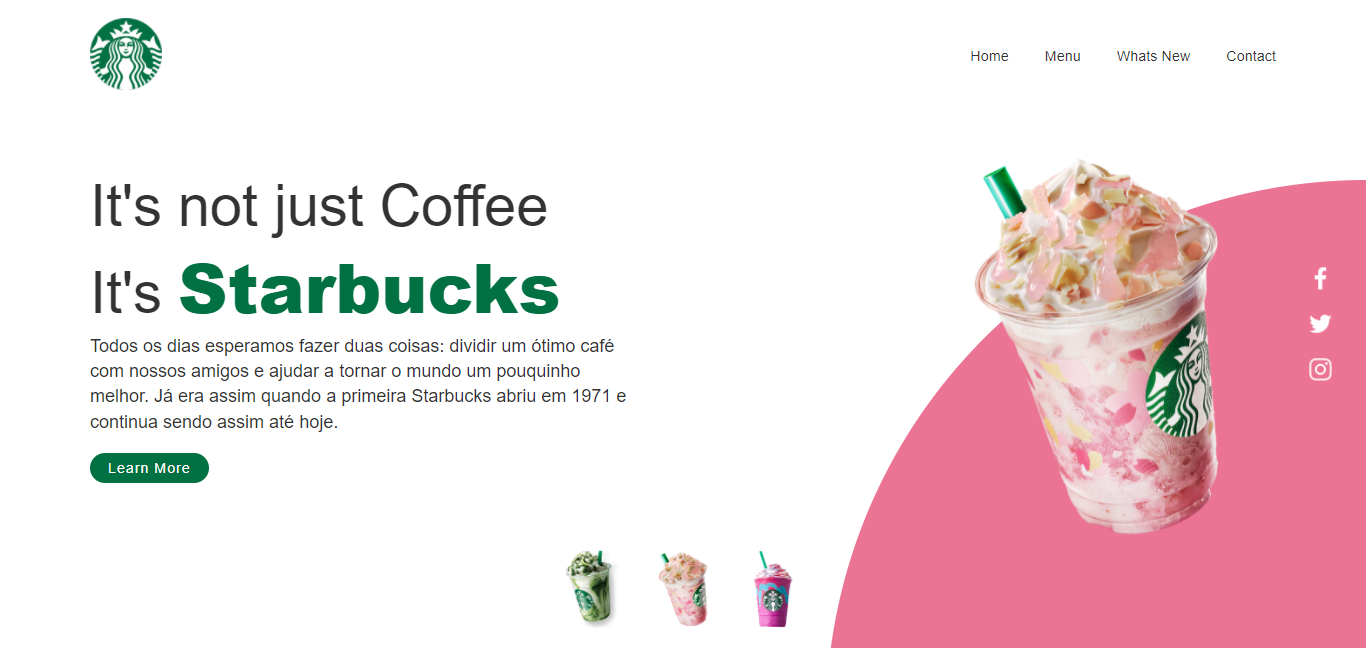 Home Menu Whats New Contact
It's not just Coffee
It's Starbucks
Todos os dias esperamos fazer duas coisas: dividir um ótimo café
com nossos amigos e ajudar a tornar o mundo um pouquinho
melhor. Já era assim quando a primeira Starbucks abriu em 1971 e
continua sendo assim até hoje.
Learn More